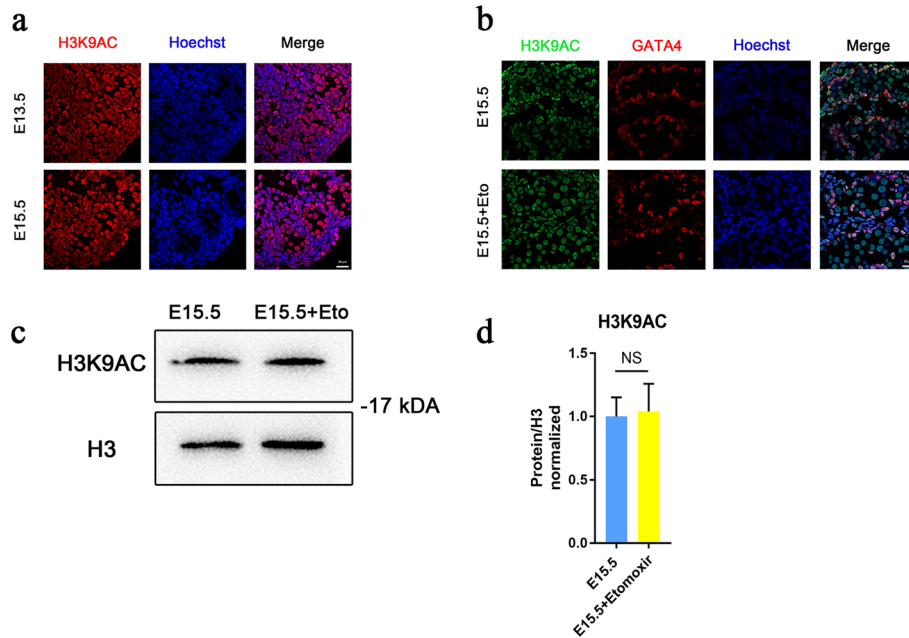 a
H3K9AC Hoechst Merge
E13.5
E15.5
b
H3K9AC GATA4 Hoechst Merge
E15.5
E15.5+Eto
c
E15.5 E15.5+Eto
H3K9AC
-17 kDA
H3
d
H3K9AC
NS
Protein/H3
normalized
1.5
1.0
0.5
0.0
E15.5
E15.5+Etomoxir